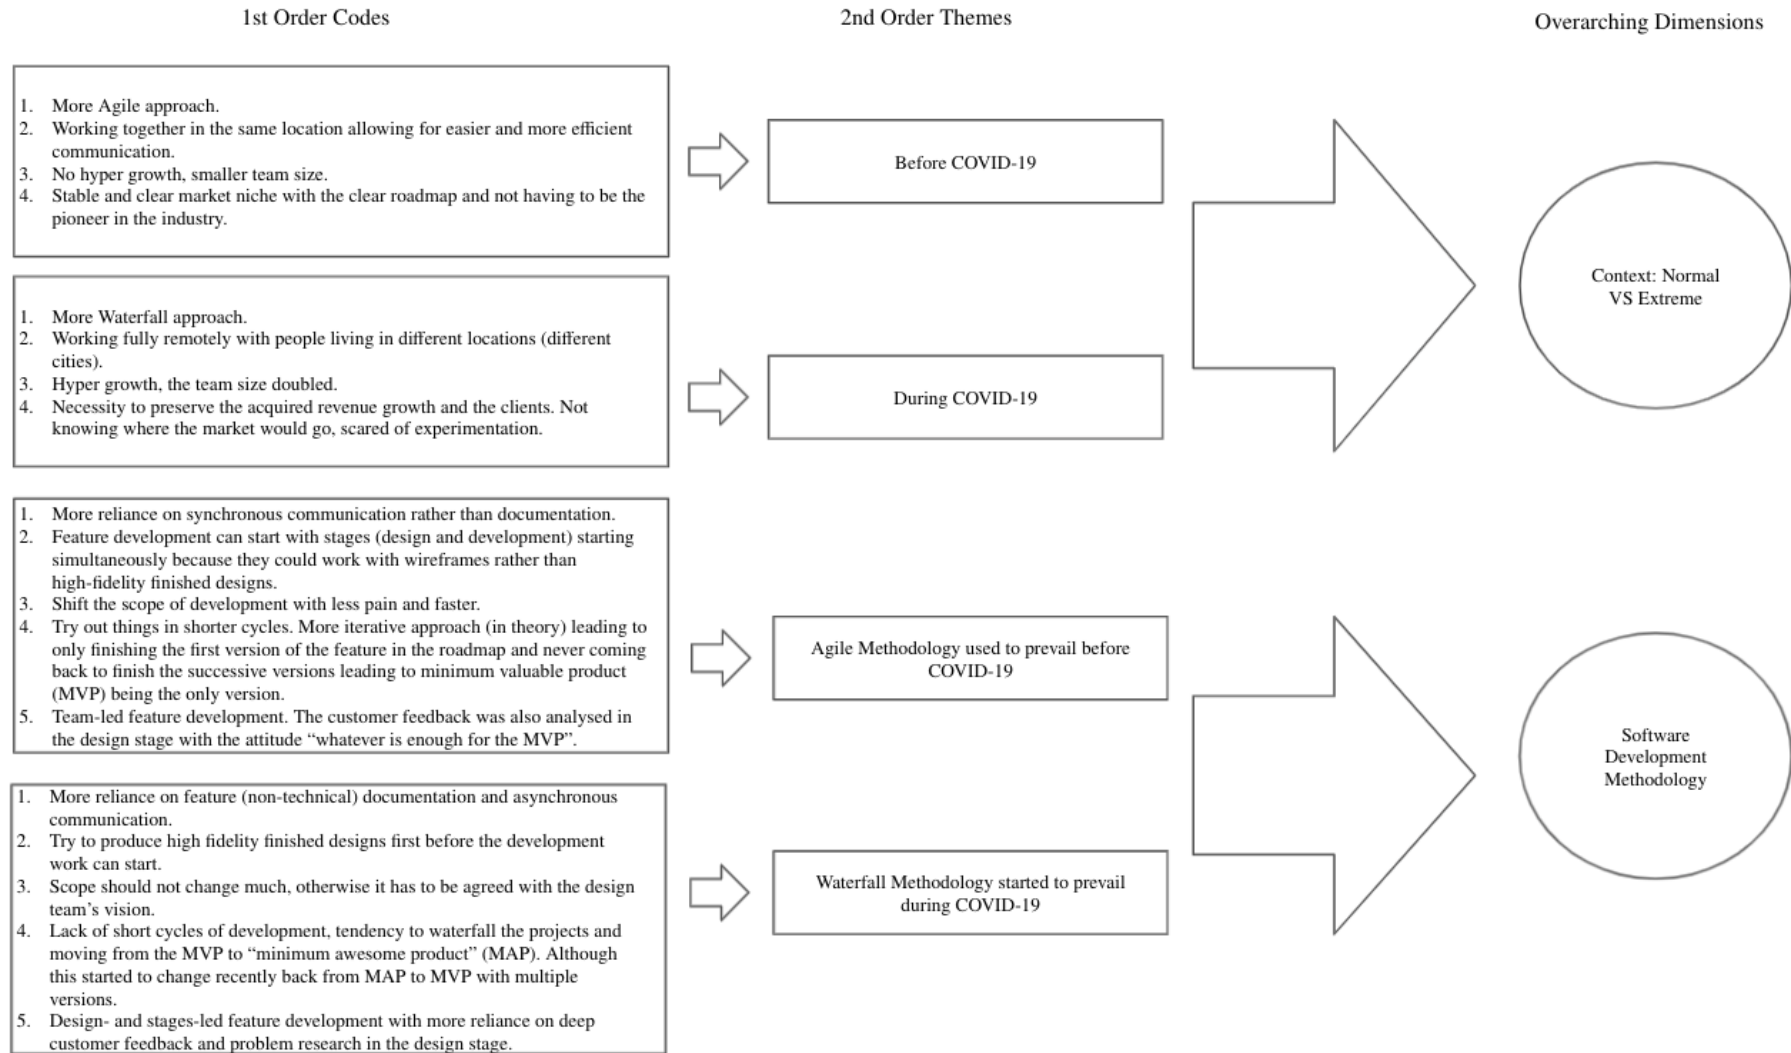 1st Order Codes
2nd Order Themes
Overarching Dimensions
1. More Agile approach.
2. Working together in the same location allowing for easier and more efficient
communication.
3. No hyper growth, smaller team size.
4. Stable and clear market niche with the clear roadmap and not having to be the
pioneer in the industry.
Before COVID-19
1. More Waterfall approach.
2. Working fully remotely with people living in different locations (different
cities).
3. Hyper growth, the team size doubled.
4. Necessity to preserve the acquired revenue growth and the clients. Not
knowing where the market would go, scared of experimentation.
During COVID-19
Context: Normal
VS Extreme
1. More reliance on synchronous communication rather than documentation.
2. Feature development can start with stages (design and development) starting
simultaneously because they could work with wireframes rather than
high-fidelity finished designs.
3. Shift the scope of development with less pain and faster.
4. Try out things in shorter cycles. More iterative approach (in theory) leading to
only finishing the first version of the feature in the roadmap and never coming
back to finish the successive versions leading to minimum valuable product
(MVP) being the only version.
5. Team-led feature development. The customer feedback was also analysed in
the design stage with the attitude “whatever is enough for the MVP”.
Agile Methodology used to prevail before
COVID-19
1. More reliance on feature (non-technical) documentation and asynchronous
communication.
2. Try to produce high fidelity finished designs first before the development
work can start.
3. Scope should not change much, otherwise it has to be agreed with the design
team’s vision.
4. Lack of short cycles of development, tendency to waterfall the projects and
moving from the MVP to “minimum awesome product” (MAP). Although
this started to change recently back from MAP to MVP with multiple
versions.
5. Design- and stages-led feature development with more reliance on deep
customer feedback and problem research in the design stage.
Waterfall Methodology started to prevail
during COVID-19
Software
Development
Methodology